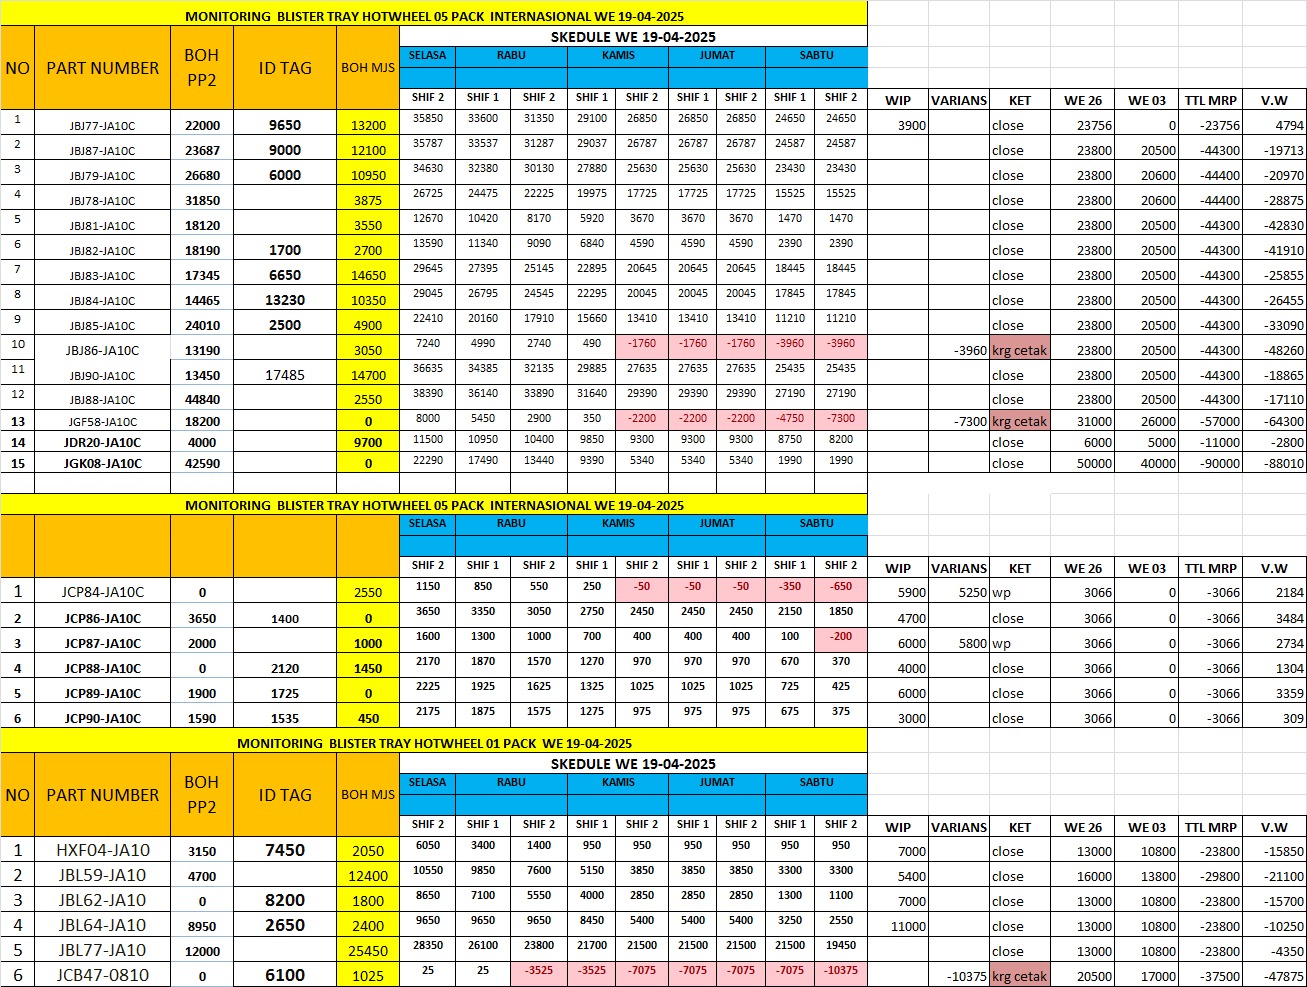 MONITORING BLISTER TRAY HOTWHEEL 05 PACK INTERNASIONAL WE 19-04-2025
SKEDULE WE 19-04-2025
SELASA RABU KAMIS JUMAT SABTU
NO PART NUMBER BOH PP2 ID TAG BOH MJS
SHIF 2 SHIF 1 SHIF 2 SHIF 1 SHIF 2 SHIF 1 SHIF 2 SHIF 1 SHIF 2 WIP VARIANS KET WE 26 WE 03 TTL MRP V.W
1 JBJ77-JA10C 22000 9650 13200 35850 33600 31350 29100 26850 26850 26850 24650 24650 3900 close 23756 0 -23756 4794
2 JBJ87-JA10C 23687 9000 12100 35787 33537 31287 29037 26787 26787 26787 24587 24587 close 23800 20500 -44300 -19713
3 JBJ79-JA10C 26680 6000 10950 34630 32380 30130 27880 25630 25630 25630 23430 23430 close 23800 20600 -44400 -20970
4 JBJ78-JA10C 31850 3875 26725 24475 22225 19975 17725 17725 17725 15525 15525 close 23800 20600 -44400 -28875
5 JBJ81-JA10C 18120 3550 12670 10420 8170 5920 3670 3670 3670 1470 1470 close 23800 20500 -44300 -42830
6 JBJ82-JA10C 18190 1700 2700 13590 11340 9090 6840 4590 4590 4590 2390 2390 close 23800 20500 -44300 -41910
7 JBJ83-JA10C 17345 6650 14650 29645 27395 25145 22895 20645 20645 20645 18445 18445 close 23800 20500 -44300 -25855
8 JBJ84-JA10C 14465 13230 10350 29045 26795 24545 22295 20045 20045 20045 17845 17845 close 23800 20500 -44300 -26455
9 JBJ85-JA10C 24010 2500 4900 22410 20160 17910 15660 13410 13410 13410 11210 11210 close 23800 20500 -44300 -33090
10 JBJ86-JA10C 13190 3050 7240 4990 2740 490 -1760 -1760 -1760 -3960 -3960 -3960 krg cetak 23800 20500 -44300 -48260
11 JBJ90-JA10C 13450 17485 14700 36635 34385 32135 29885 27635 27635 27635 25435 25435 close 23800 20500 -44300 -18865
12 JBJ88-JA10C 44840 2550 38390 36140 33890 31640 29390 29390 29390 27190 27190 close 23800 20500 -44300 -17110
13 JGF58-JA10C 18200 0 8000 5450 2900 350 -2200 -2200 -2200 -4750 -7300 -7300 krg cetak 31000 26000 -57000 -64300
14 JDR20-JA10C 4000 9700 11500 10950 10400 9850 9300 9300 9300 8750 8200 close 6000 5000 -11000 -2800
15 JGK08-JA10C 42590 0 22290 17490 13440 9390 5340 5340 5340 1990 1990 close 50000 40000 -90000 -88010
MONITORING BLISTER TRAY HOTWHEEL 05 PACK INTERNASIONAL WE 19-04-2025
SELASA RABU KAMIS JUMAT SABTU
SHIF 2 SHIF 1 SHIF 2 SHIF 1 SHIF 2 SHIF 1 SHIF 2 SHIF 1 SHIF 2 WIP VARIANS KET WE 26 WE 03 TTL MRP V.W
1 JCP84-JA10C 0 2550 1150 850 550 250 -50 -50 -50 -350 -650 5900 5250 wp 3066 0 -3066 2184
2 JCP86-JA10C 3650 1400 0 3650 3350 3050 2750 2450 2450 2450 2150 1850 4700 close 3066 0 -3066 3484
3 JCP87-JA10C 2000 1000 1600 1300 1000 700 400 400 400 100 -200 6000 5800 wp 3066 0 -3066 2734
4 JCP88-JA10C 0 2120 1450 2170 1870 1570 1270 970 970 970 670 370 4000 close 3066 0 -3066 1304
5 JCP89-JA10C 1900 1725 0 2225 1925 1625 1325 1025 1025 1025 725 425 6000 close 3066 0 -3066 3359
6 JCP90-JA10C 1590 1535 450 2175 1875 1575 1275 975 975 975 675 375 3000 close 3066 0 -3066 309
MONITORING BLISTER TRAY HOTWHEEL 01 PACK WE 19-04-2025
SKEDULE WE 19-04-2025
SELASA RABU KAMIS JUMAT SABTU
NO PART NUMBER BOH PP2 ID TAG BOH MJS
SHIF 2 SHIF 1 SHIF 2 SHIF 1 SHIF 2 SHIF 1 SHIF 2 SHIF 1 SHIF 2 WIP VARIANS KET WE 26 WE 03 TTL MRP V.W
1 HXF04-JA10 3150 7450 2050 6050 3400 1400 950 950 950 950 950 950 7000 close 13000 10800 -23800 -15850
2 JBL59-JA10 4700 12400 10550 9850 7600 5150 3850 3850 3850 3300 3300 5400 close 16000 13800 -29800 -21100
3 JBL62-JA10 0 8200 1800 8650 7100 5550 4000 2850 2850 2850 1300 1100 7000 close 13000 10800 -23800 -15700
4 JBL64-JA10 8950 2650 2400 9650 9650 9650 8450 5400 5400 5400 3250 2550 11000 close 13000 10800 -23800 -10250
5 JBL77-JA10 12000 25450 28350 26100 23800 21700 21500 21500 21500 21500 19450 close 13000 10800 -23800 -4350
6 JCB47-0810 0 6100 1025 25 25 -3525 -3525 -7075 -7075 -7075 -7075 -10375 -10375 krg cetak 20500 17000 -37500 -47875